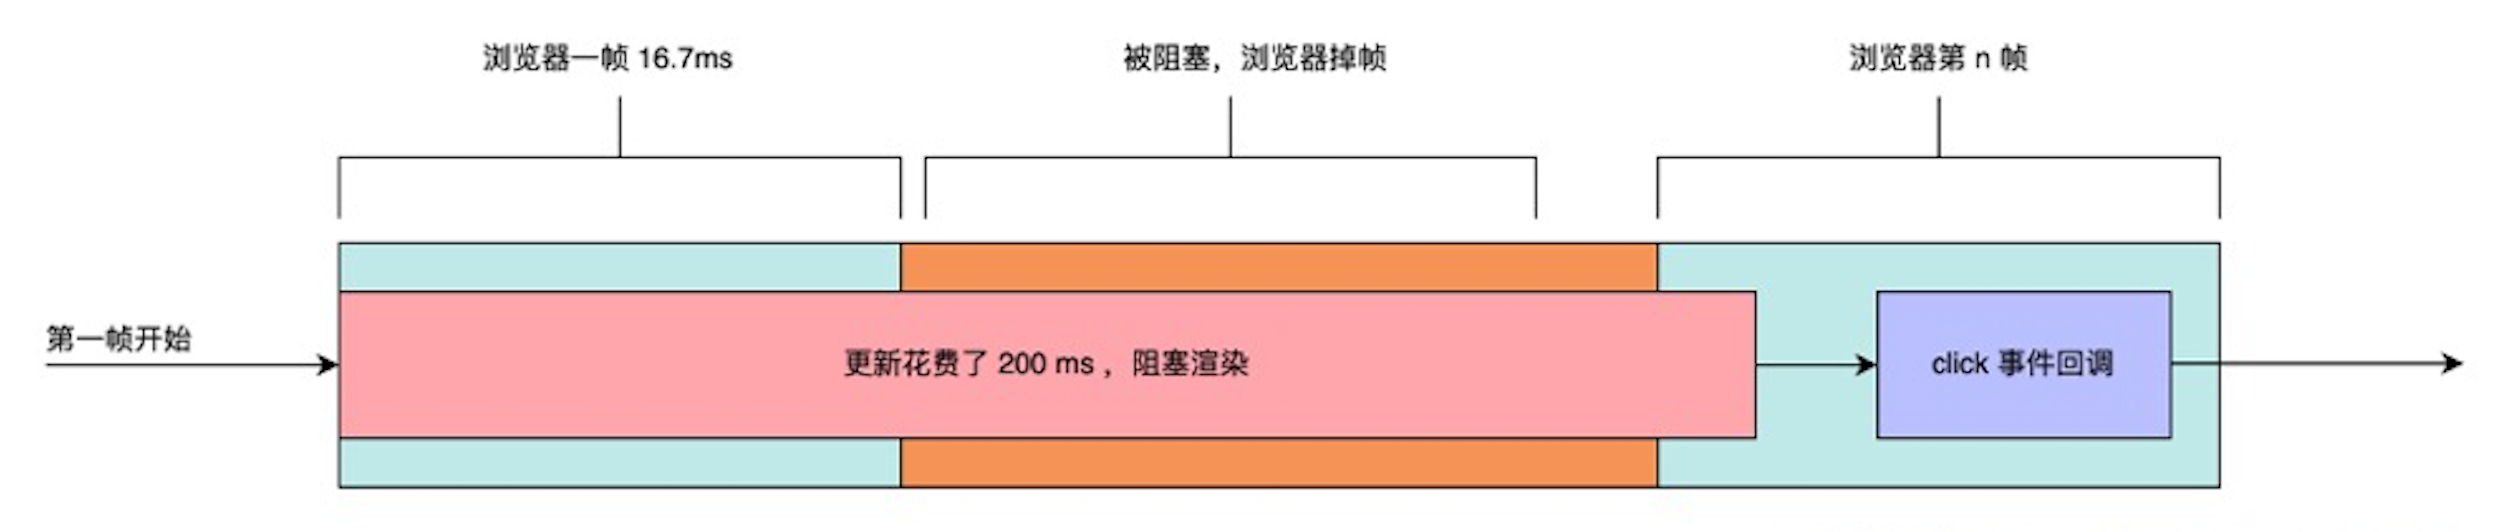 浏览器一帧 16.7ms
被阻塞，浏览器掉帧
浏览器第 n 帧
第一帧开始
更新花费了 200 ms ，阻塞渲染
click 事件回调